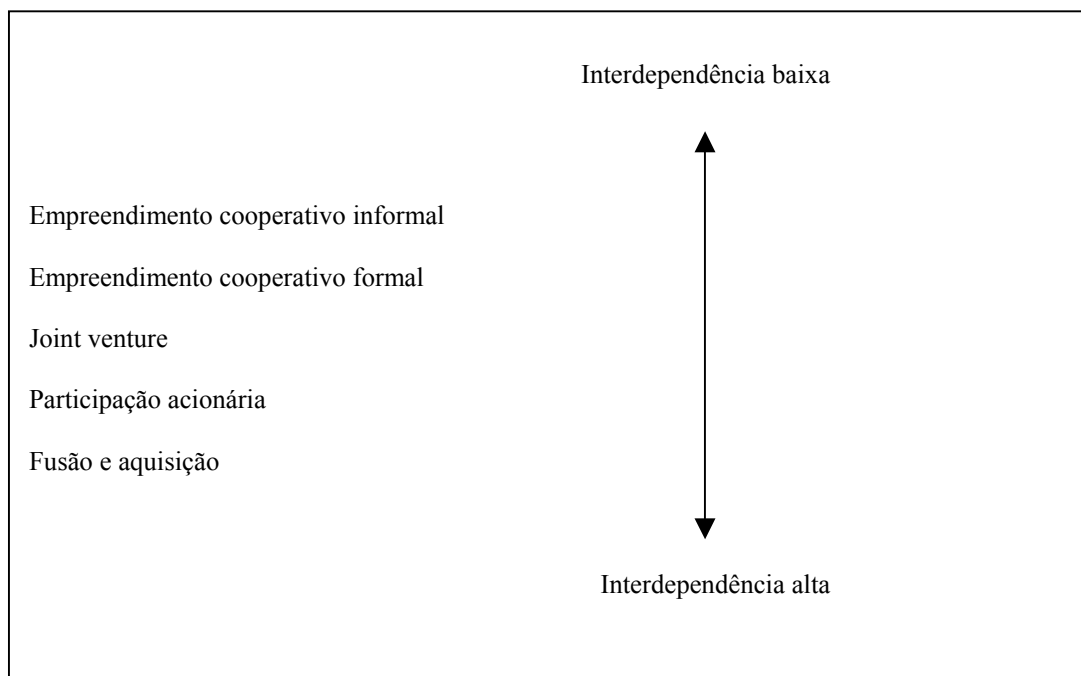 Interdependência baixa
Empreendimento cooperativo informal
Empreendimento cooperativo formal
Joint venture
Participação acionária
Fusão e aquisição
Interdependência alta